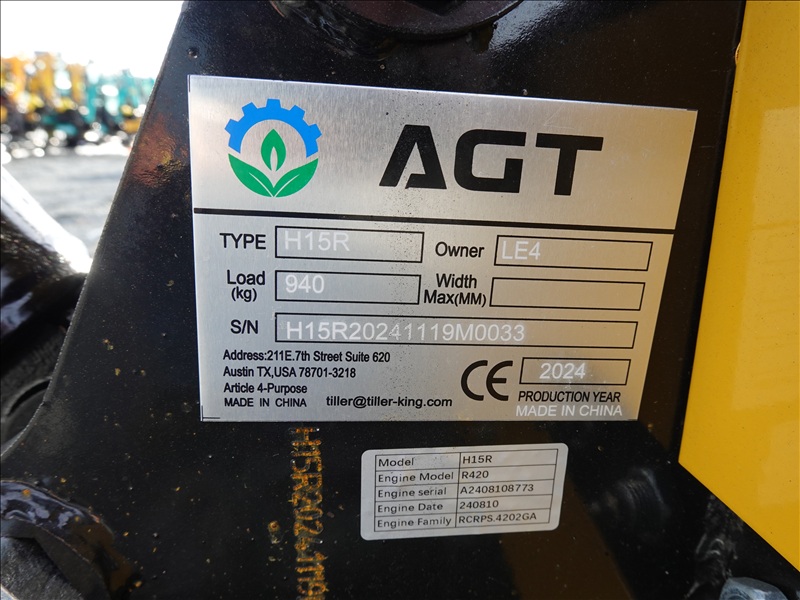 AGT
TYPE H15R Owner LE4
Load (kg) 940 Width Max(MM)
S/N H15R20241119M0033
Address:211E.7th Street Suite 620
Austin TX,USA 78701-3218
Article 4-Purpose
MADE IN CHINA tiller@tiller-king.com
CE 2024
PRODUCTION YEAR
MADE IN CHINA
Model H15R
Engine Model R420
Engine serial A2408108773
Engine Date 240810
Engine Family RCRPS.4202GA
H15R20241119